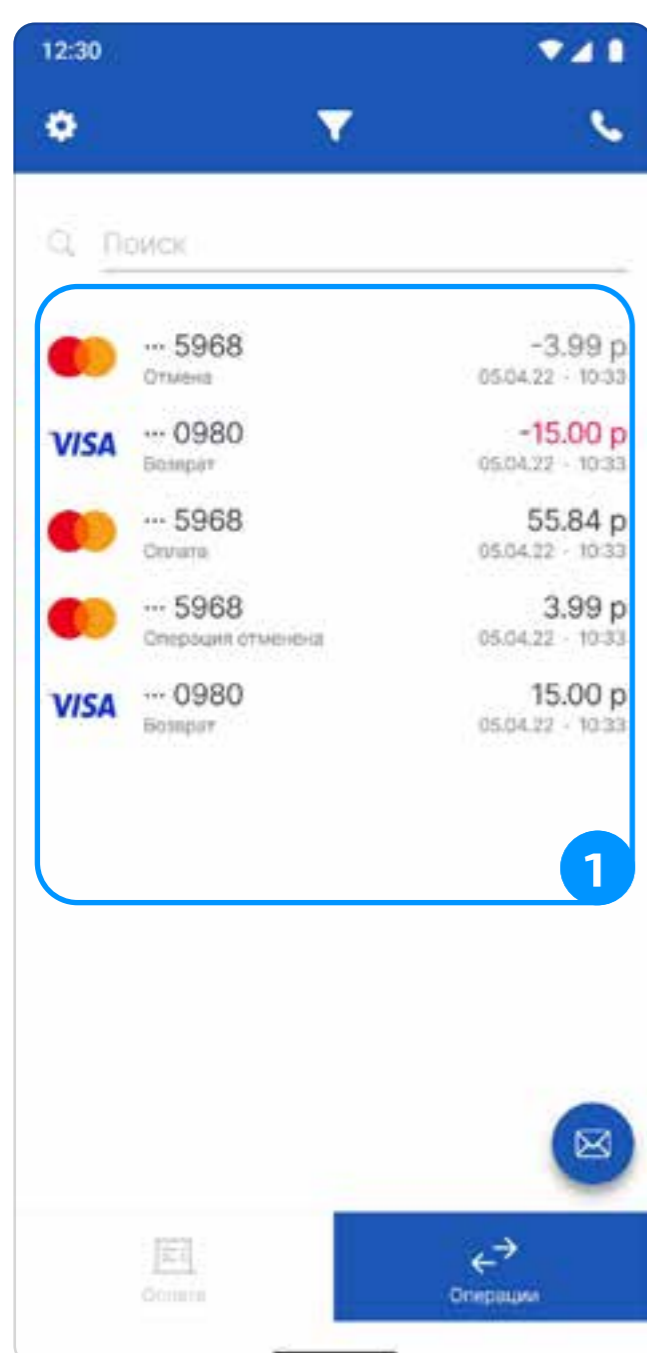 12:30
Поиск
VISA
··· 5968
-3.99 р
Отмена
05.04.22 - 10:33
··· 0980
-15.00 р
Возврат
05.04.22 - 10:33
··· 5968
55.84 р
Оплата
05.04.22 - 10:33
··· 5968
3.99 р
Операция отменена
05.04.22 - 10:33
VISA
··· 0980
15.00 р
Возврат
05.04.22 - 10:33
1
Оплата
Операции